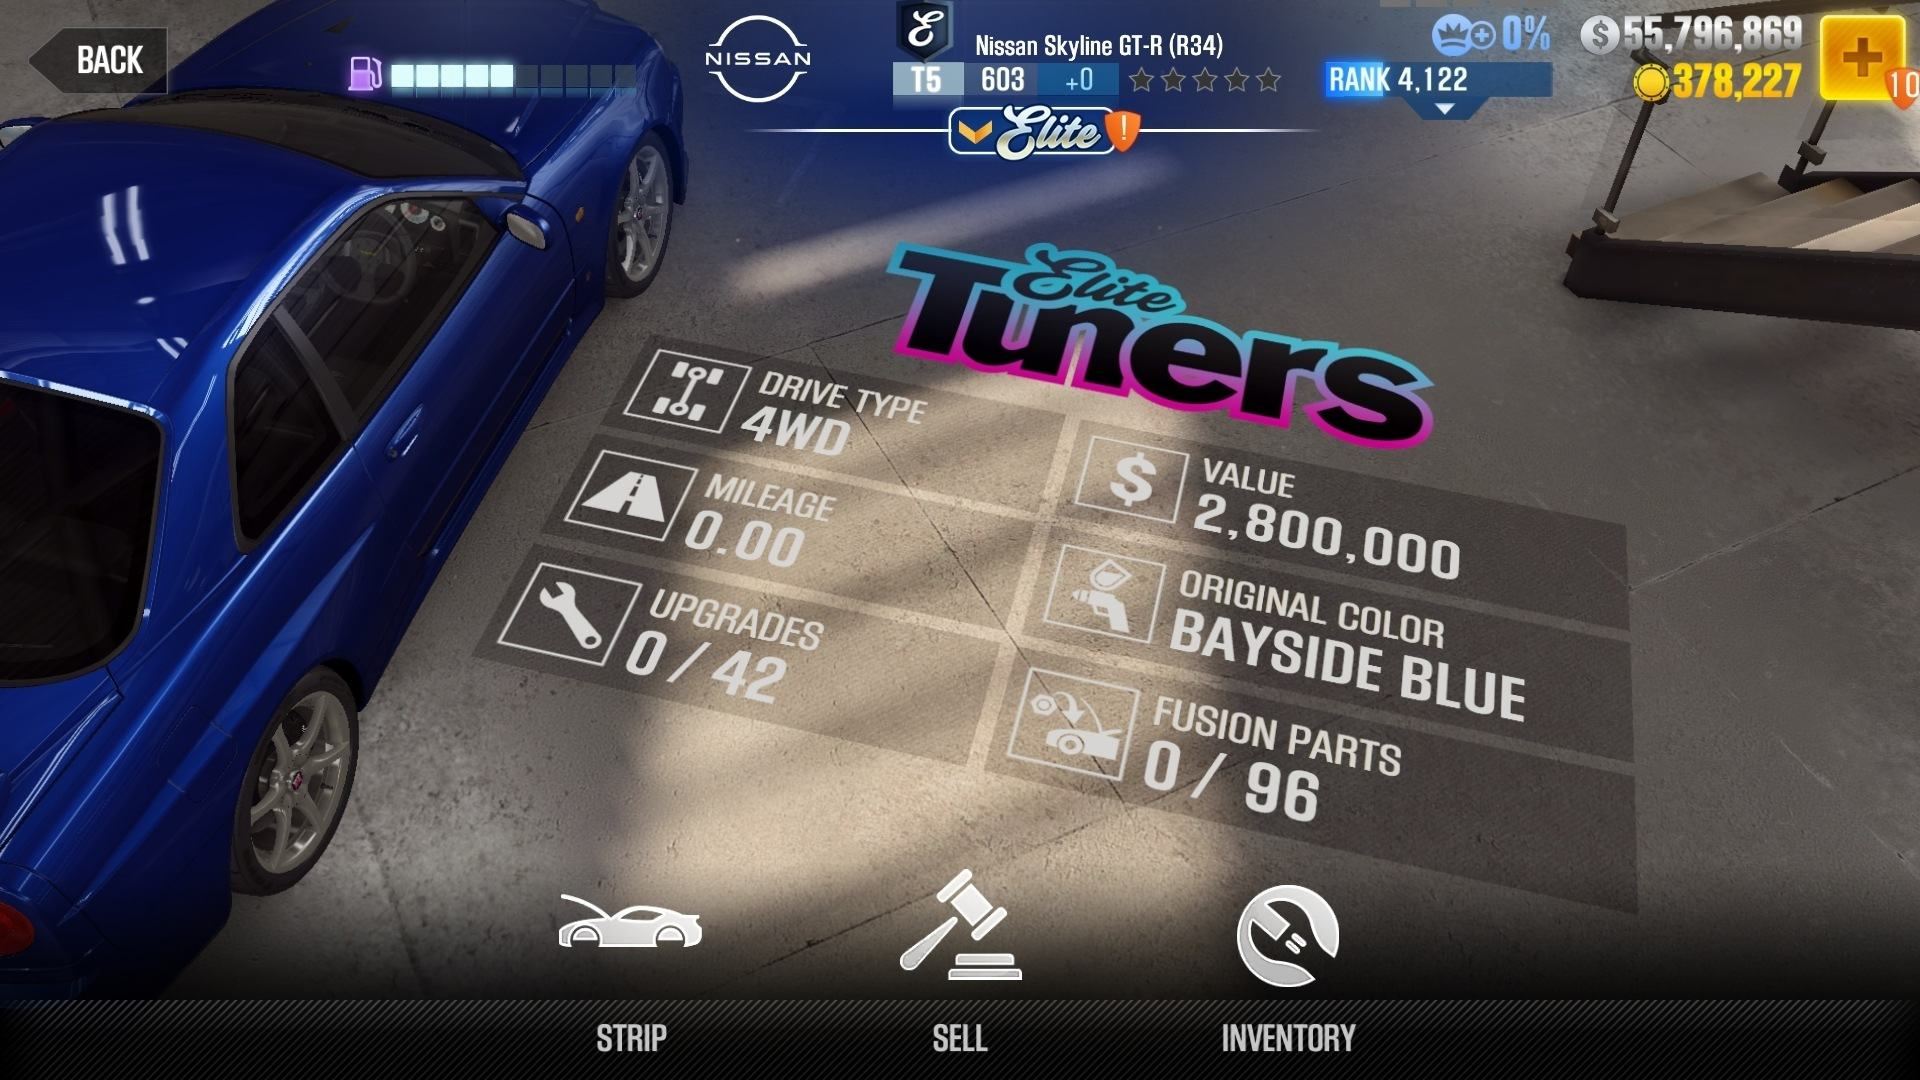 BACK
NISSAN
E
Nissan Skyline GT-R (R34)
T5 603 +0
Elite !
RANK 4,122
0%
$ 55,796,869
378,227
10
Elite
Tuners
DRIVE TYPE
4WD
MILEAGE
0.00
UPGRADES
0 / 42
$ VALUE
2,800,000
ORIGINAL COLOR
BAYSIDE BLUE
FUSION PARTS
0 / 96
STRIP
SELL
INVENTORY